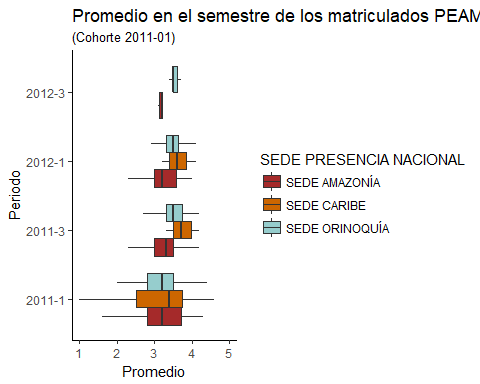 Promedio en el semestre de los matriculados PEAM
(Cohorte 2011-01)
Periodo
2012-3
2012-1
2011-3
2011-1
1 2 3 4 5
Promedio
SEDE PRESENCIA NACIONAL
SEDE AMAZONÍA
SEDE CARIBE
SEDE ORINOQUÍA